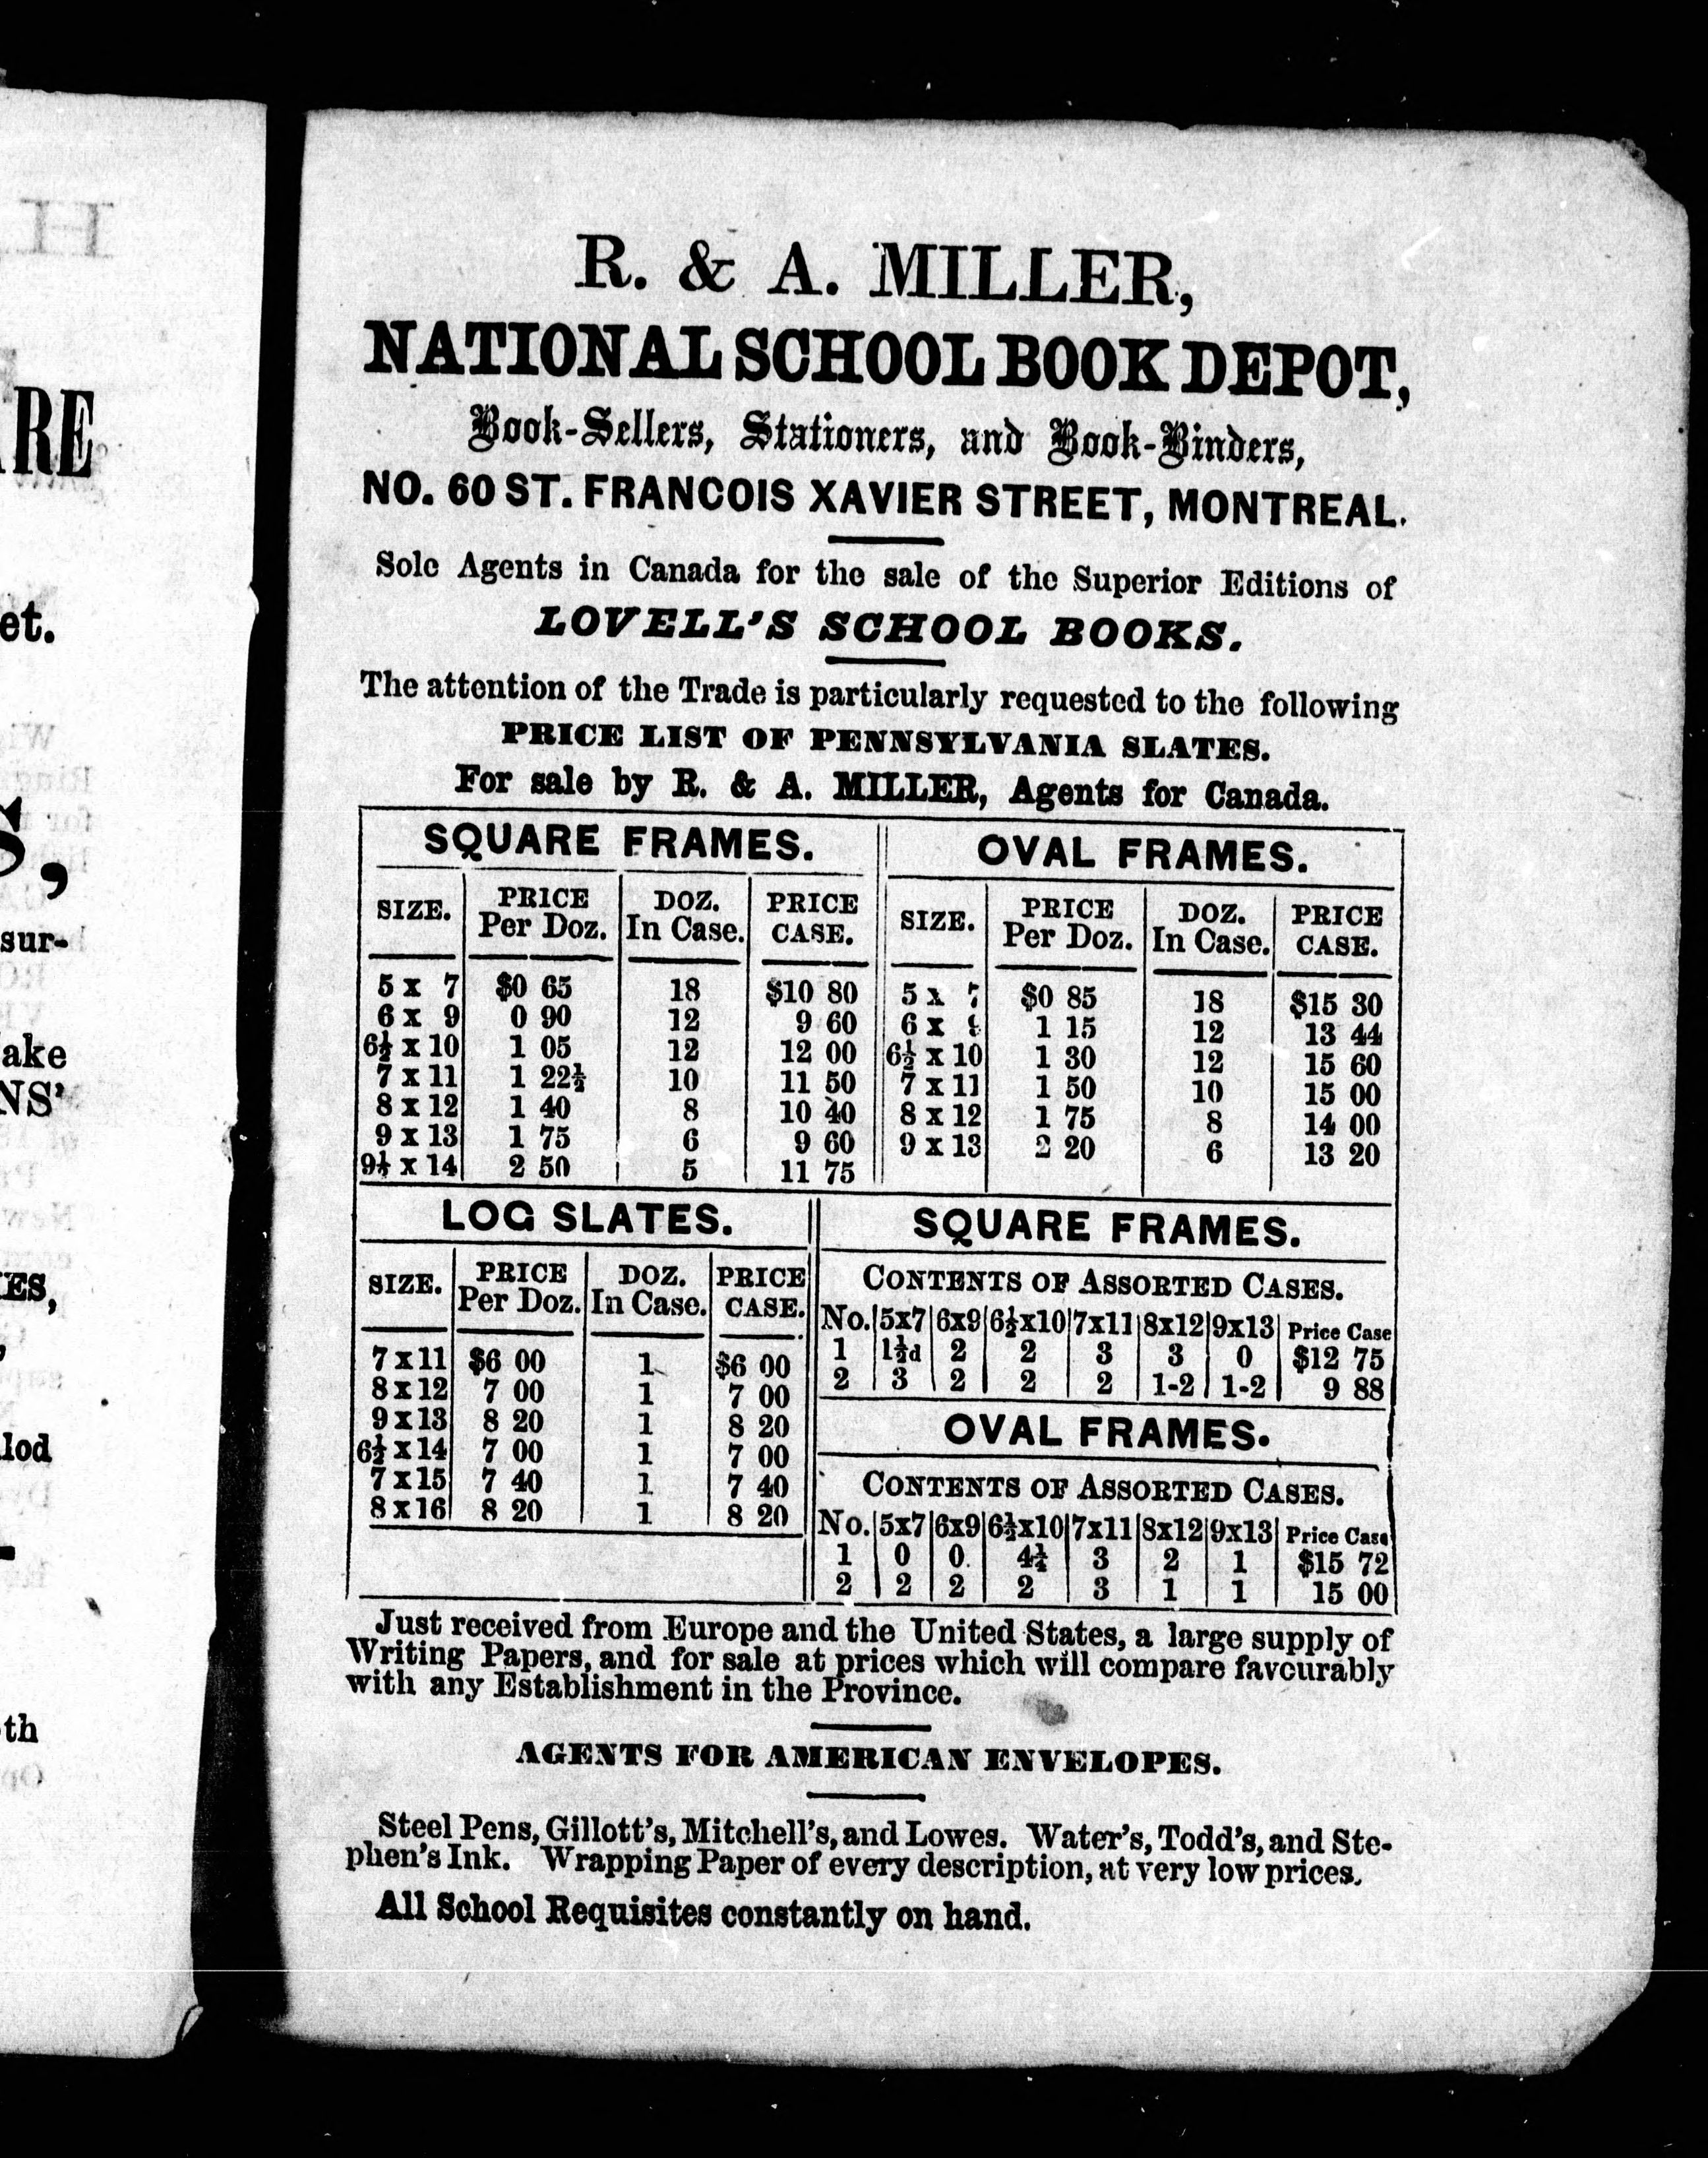 R. & A. MILLER,
NATIONAL SCHOOL BOOK DEPOT,
Book-Sellers, Stationers, and Book-Binders,
NO. 60 ST. FRANCOIS XAVIER STREET, MONTREAL.
Sole Agents in Canada for the sale of the Superior Editions of
LOVELL'S SCHOOL BOOKS.
The attention of the Trade is particularly requested to the following
PRICE LIST OF PENNSYLVANIA SLATES.
For sale by R. & A. MILLER, Agents for Canada.
SQUARE FRAMES.
SIZE. PRICE Per Doz. DOZ. In Case. PRICE CASE.
5 x 7 $0 65 18 $10 80
6 x 9 0 90 12 9 60
6½ x 10 1 05 12 12 00
7 x 11 1 22½ 10 11 50
8 x 12 1 40 8 10 40
9 x 13 1 75 6 9 60
9½ x 14 2 50 5 11 75
OVAL FRAMES.
SIZE. PRICE Per Doz. DOZ. In Case. PRICE CASE.
5 x 7 $0 85 18 $15 30
6 x 1 15 12 13 44
6½ x 10 1 30 12 15 60
7 x 11 1 50 10 15 00
8 x 12 1 75 8 14 00
9 x 13 2 20 6 13 20
LOG SLATES.
SIZE. PRICE Per Doz. DOZ. In Case. PRICE CASE.
7 x 11 $6 00 1 $6 00
8 x 12 7 00 1 7 00
9 x 13 8 20 1 8 20
6½ x 14 7 00 1 7 00
7 x 15 7 40 1 7 40
8 x 16 8 20 1 8 20
SQUARE FRAMES.
CONTENTS OF ASSORTED CASES.
No. 5x7 6x9 6½x10 7x11 8x12 9x13 Price Case
1 1½d 2 2 3 3 0 $12 75
2 3 2 2 2 1-2 1-2 9 88
OVAL FRAMES.
CONTENTS OF ASSORTED CASES.
No. 5x7 6x9 6½x10 7x11 8x12 9x13 Price Case
1 0 0 4½ 3 2 1 $15 72
2 2 2 2 3 1 1 15 00
Just received from Europe and the United States, a large supply of
Writing Papers, and for sale at prices which will compare favourably
with any Establishment in the Province.
AGENTS FOR AMERICAN ENVELOPES.
Steel Pens, Gillott's, Mitchell's, and Lowes. Water's, Todd's, and Ste-
phen's Ink. Wrapping Paper of every description, at very low prices.
All School Requisites constantly on hand.
RE
et.
S,
sur-
ake
NS'
ES,
lod
th